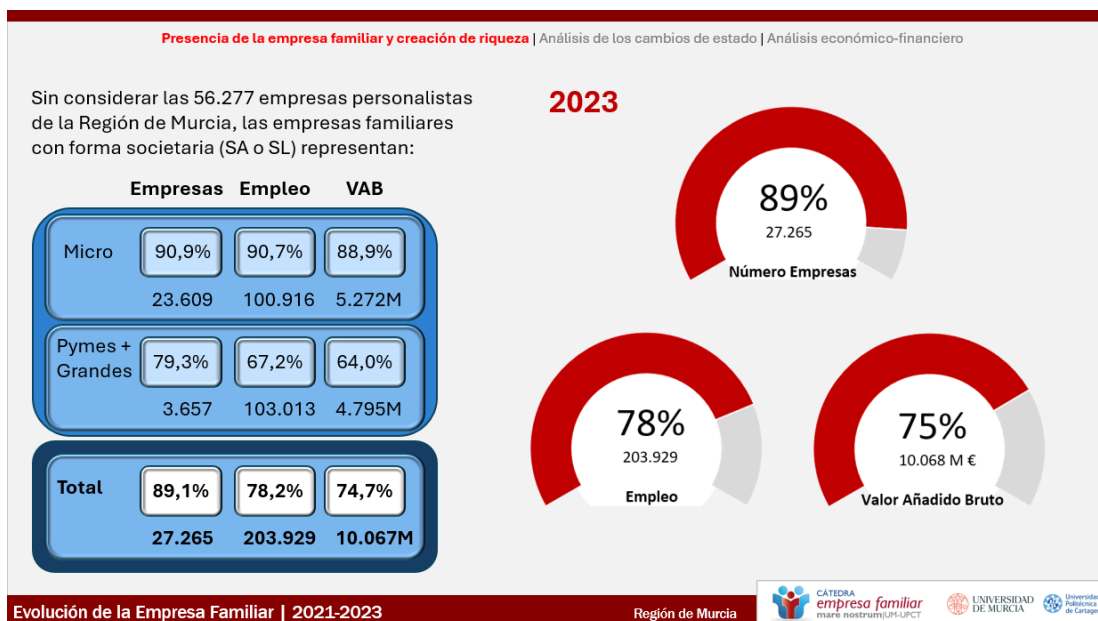 Presencia de la empresa familiar y creación de riqueza | Análisis de los cambios de estado | Análisis económico-financiero
Sin considerar las 56.277 empresas personalistas
de la Región de Murcia, las empresas familiares
con forma societaria (SA o SL) representan:
Empresas Empleo VAB
Micro 90,9% 90,7% 88,9%
23.609 100.916 5.272M
Pymes +
Grandes 79,3% 67,2% 64,0%
3.657 103.013 4.795M
Total 89,1% 78,2% 74,7%
27.265 203.929 10.067M
2023
89%
27.265
Número Empresas
78%
203.929
Empleo
75%
10.068 M €
Valor Añadido Bruto
Evolución de la Empresa Familiar | 2021-2023
Región de Murcia
CÁTEDRA
empresa familiar
mare nostrum|UM-UPCT
UNIVERSIDAD
DE MURCIA
Universidad
Politécnica
de Cartagena